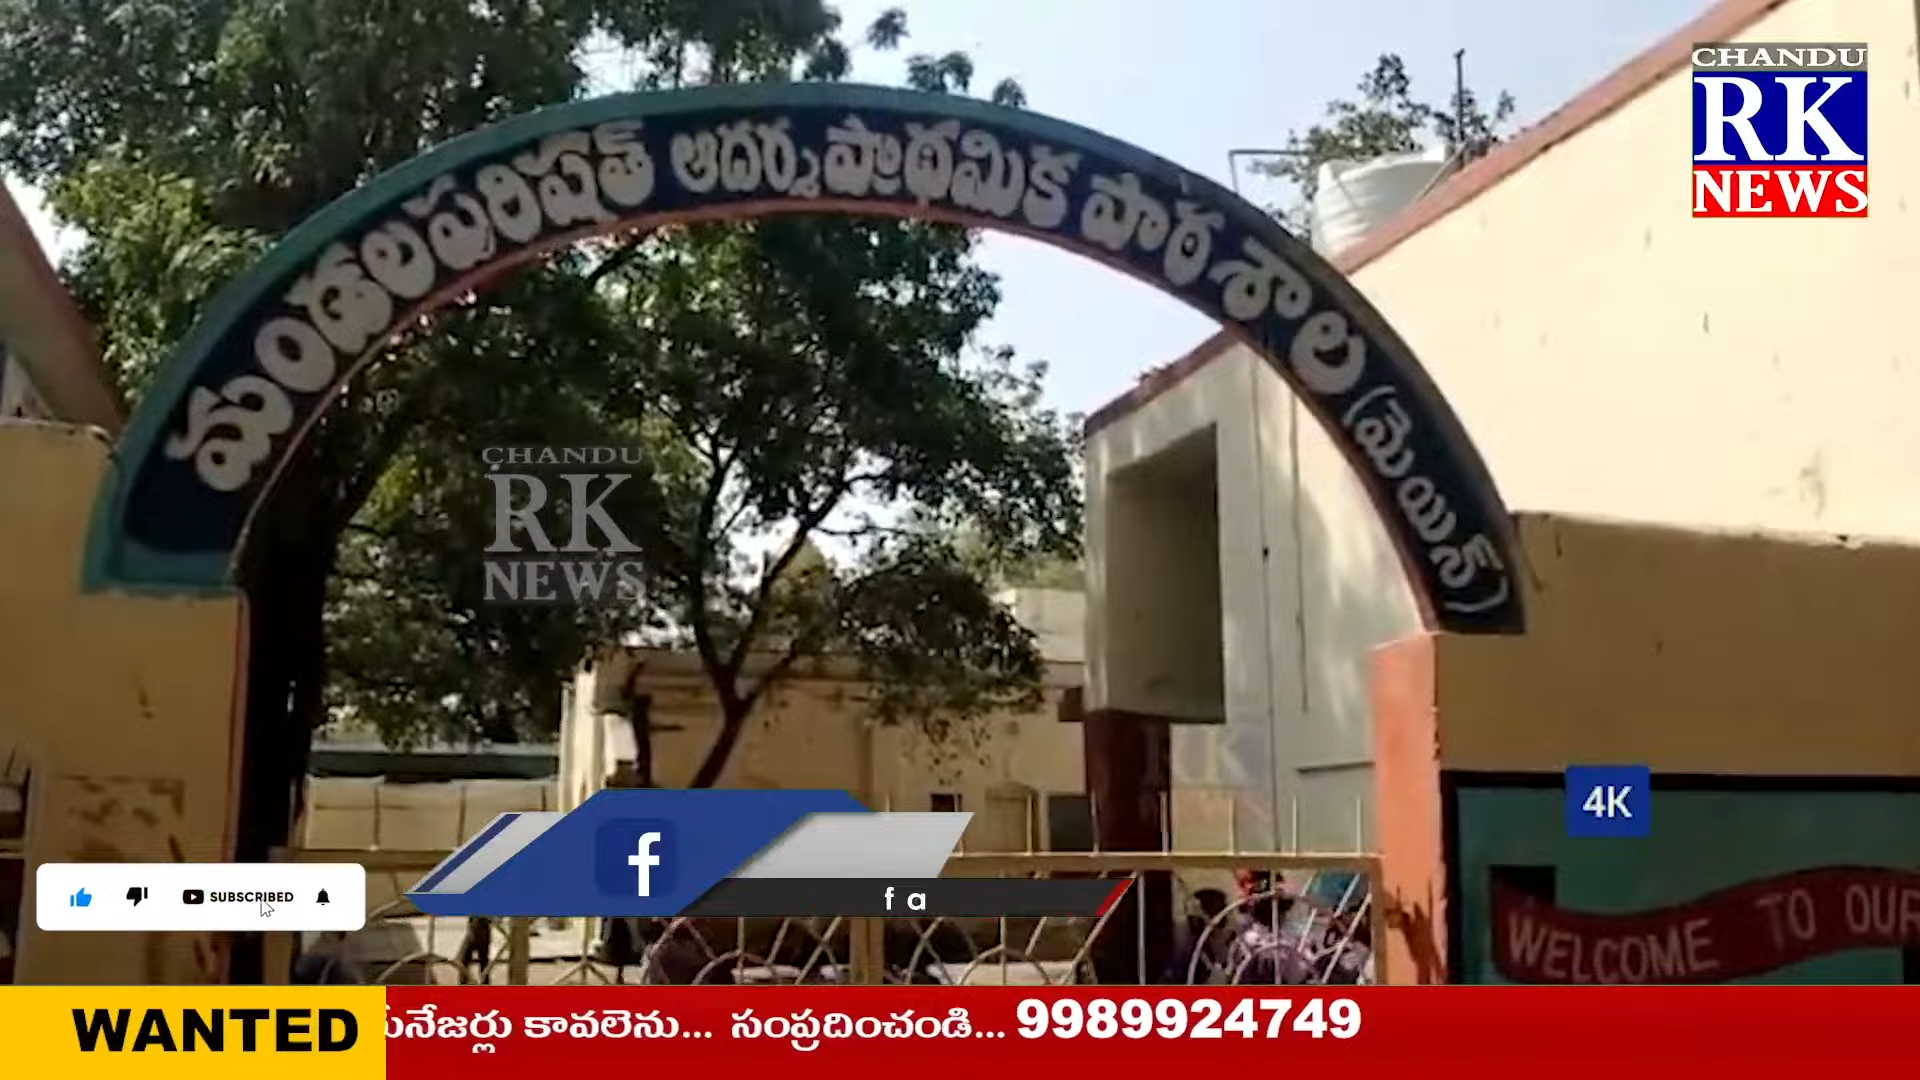 CHANDU
RK
NEWS
మండలపరిషత్ ఆదర్శ ప్రాథమిక పాఠశాల (మెయిన్)
CHANDU
RK
NEWS
4K
f
SUBSCRIBED
fa
WELCOME TO OUR
WANTED
కావలెను... సంప్రదించండి... 9989924749